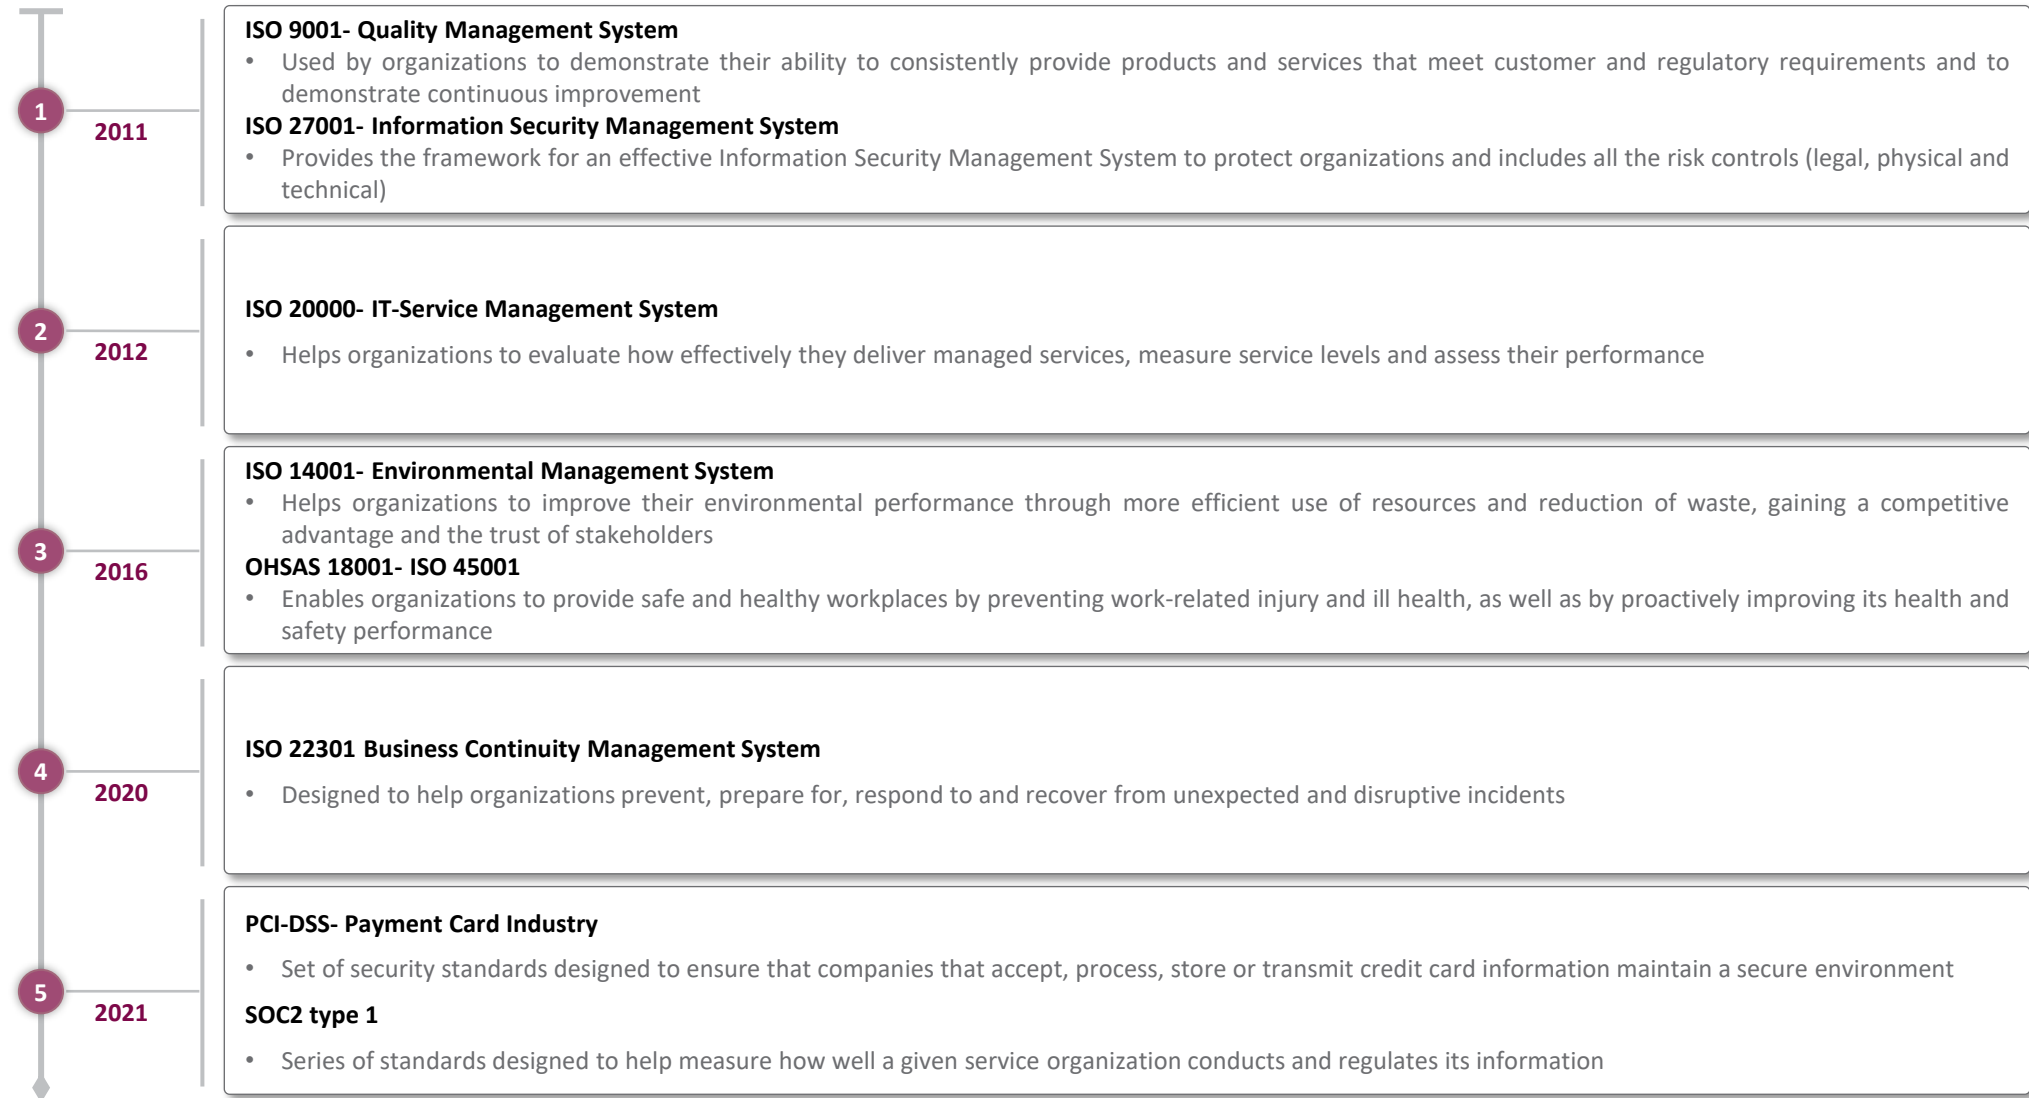 ISO 9001- Quality Management System
• Used by organizations to demonstrate their ability to consistently provide products and services that meet customer and regulatory requirements and to
demonstrate continuous improvement
1
2011
ISO 27001- Information Security Management System
• Provides the framework for an effective Information Security Management System to protect organizations and includes all the risk controls (legal, physical and
technical)
2
2012
ISO 20000- IT-Service Management System
• Helps organizations to evaluate how effectively they deliver managed services, measure service levels and assess their performance
3
2016
ISO 14001- Environmental Management System
• Helps organizations to improve their environmental performance through more efficient use of resources and reduction of waste, gaining a competitive
advantage and the trust of stakeholders
OHSAS 18001- ISO 45001
• Enables organizations to provide safe and healthy workplaces by preventing work-related injury and ill health, as well as by proactively improving its health and
safety performance
4
2020
ISO 22301 Business Continuity Management System
• Designed to help organizations prevent, prepare for, respond to and recover from unexpected and disruptive incidents
5
2021
PCI-DSS- Payment Card Industry
• Set of security standards designed to ensure that companies that accept, process, store or transmit credit card information maintain a secure environment
SOC2 type 1
• Series of standards designed to help measure how well a given service organization conducts and regulates its information